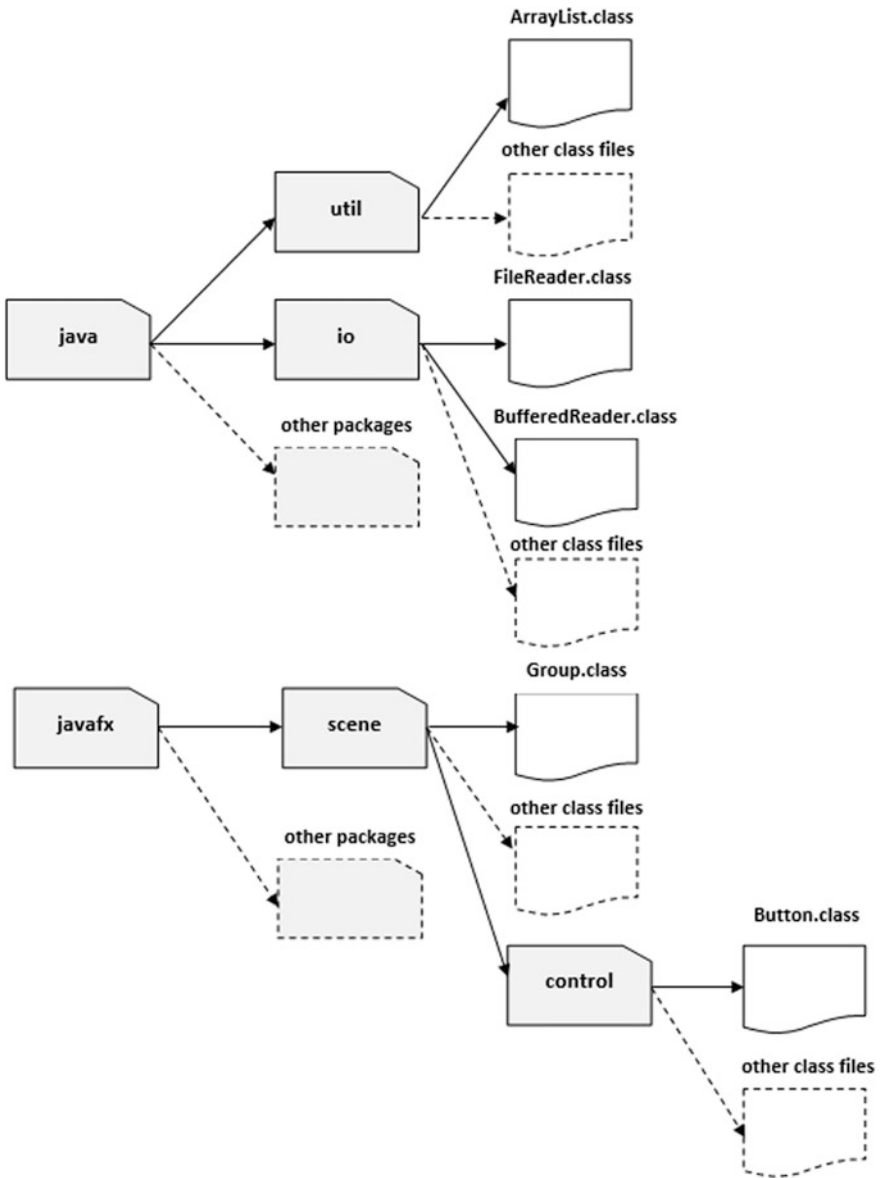 ArrayList.class
other class files
util
FileReader.class
java
io
other packages
BufferedReader.class
other class files
Group.class
javafx
scene
other class files
other packages
Button.class
control
other class files